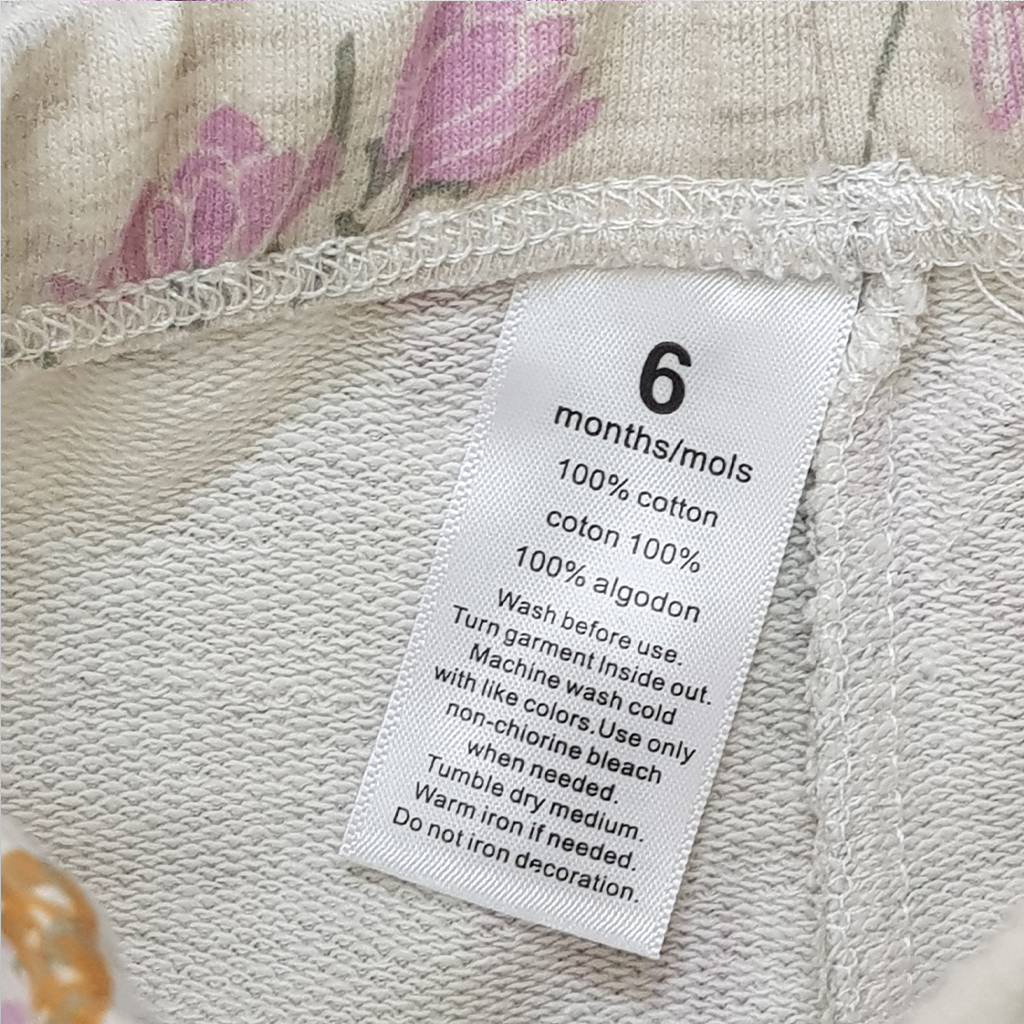 6
months/mols
100% cotton
coton 100%
100% algodon
Wash before use.
Turn garment Inside out.
Machine wash cold
with like colors.Use only
non-chiorine bleach
when needed.
Tumble dry medium.
Warm iron if needed.
Do not iron decoration.